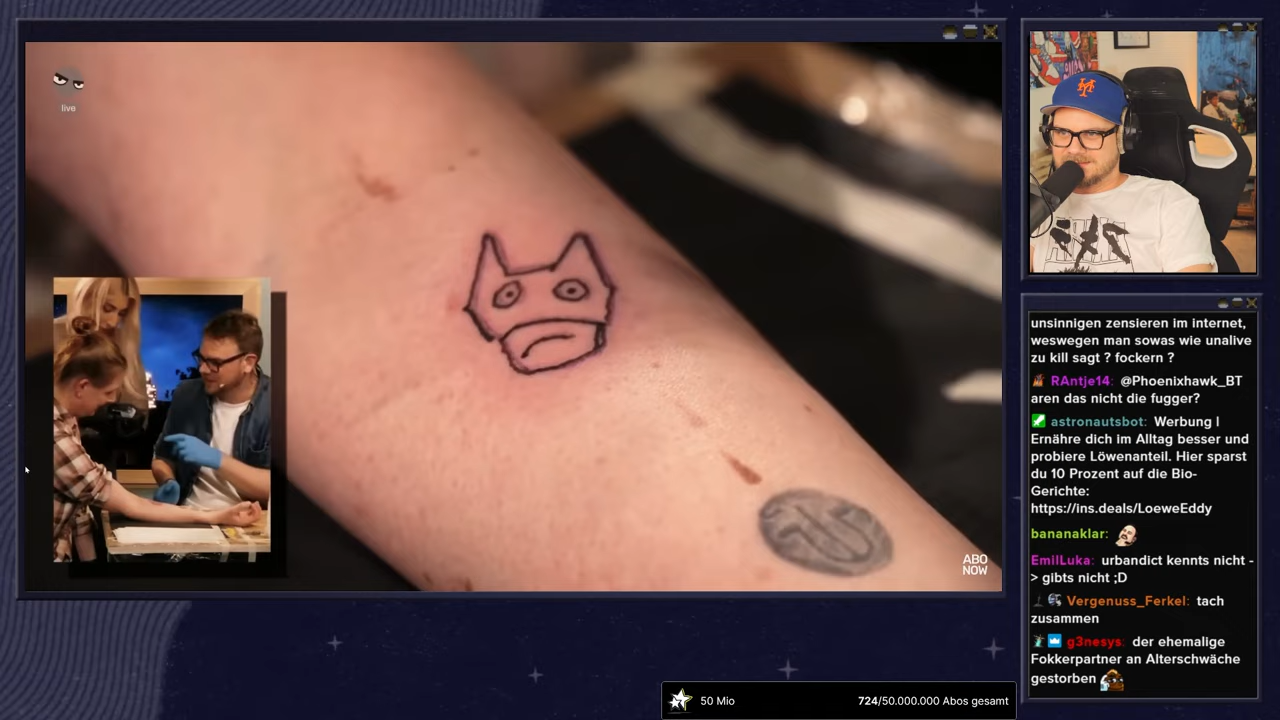 live
ABO
NOW
unsinnigen zensieren im internet,
weswegen man sowas wie unalive
zu kill sagt ? fockern ?
RAntje14: @Phoenixhawk_BT
aren das nicht die fugger?
astronautsbot: Werbung |
Ernähre dich im Alltag besser und
probiere Löwenanteil. Hier sparst
du 10 Prozent auf die Bio-
Gerichte:
https://ins.deals/LoeweEddy
bananaklar:
EmilLuka: urbandict kennts nicht -
> gibts nicht ;D
Vergenuss_Ferkel: tach
zusammen
g3nesys: der ehemalige
Fokkerpartner an Alterschwäche
gestorben
50 Mio
724/50.000.000 Abos gesamt